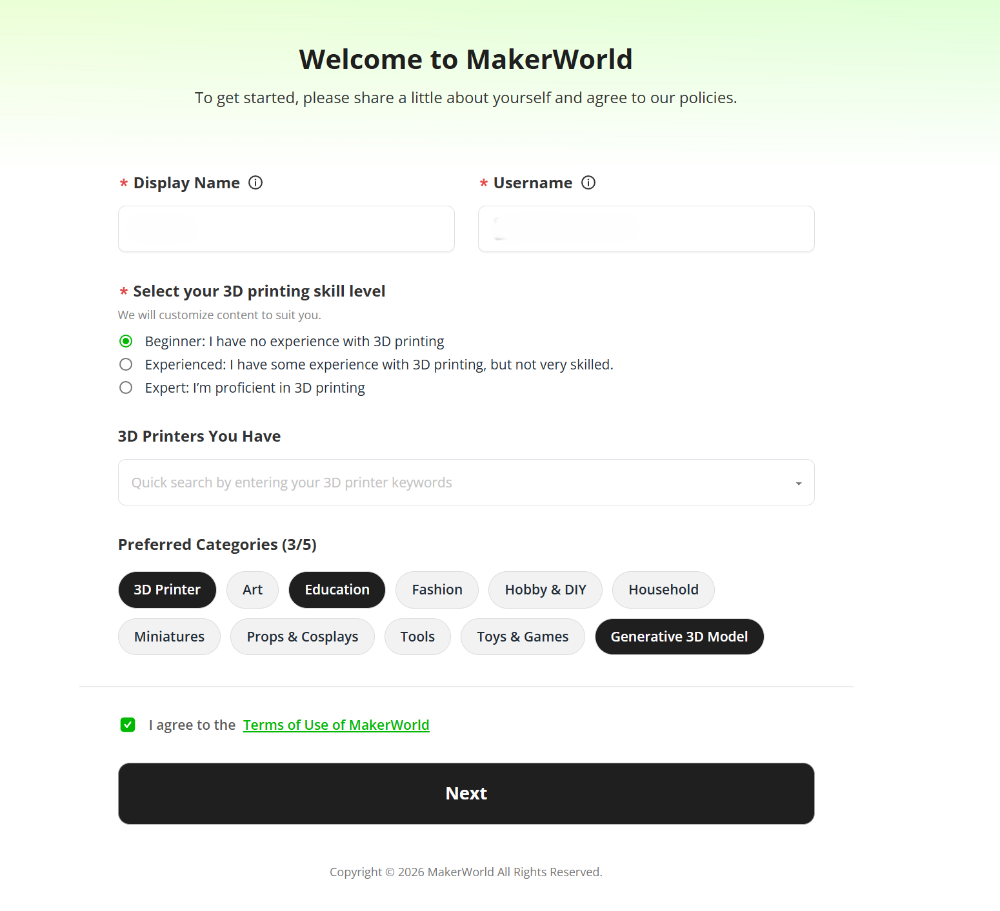 Welcome to MakerWorld
To get started, please share a little about yourself and agree to our policies.
* Display Name
* Username
* Select your 3D printing skill level
We will customize content to suit you.
Beginner: I have no experience with 3D printing
Experienced: I have some experience with 3D printing, but not very skilled.
Expert: I’m proficient in 3D printing
3D Printers You Have
Quick search by entering your 3D printer keywords
Preferred Categories (3/5)
3D Printer Art Education Fashion Hobby & DIY Household
Miniatures Props & Cosplays Tools Toys & Games Generative 3D Model
I agree to the Terms of Use of MakerWorld
Next
Copyright © 2026 MakerWorld All Rights Reserved.